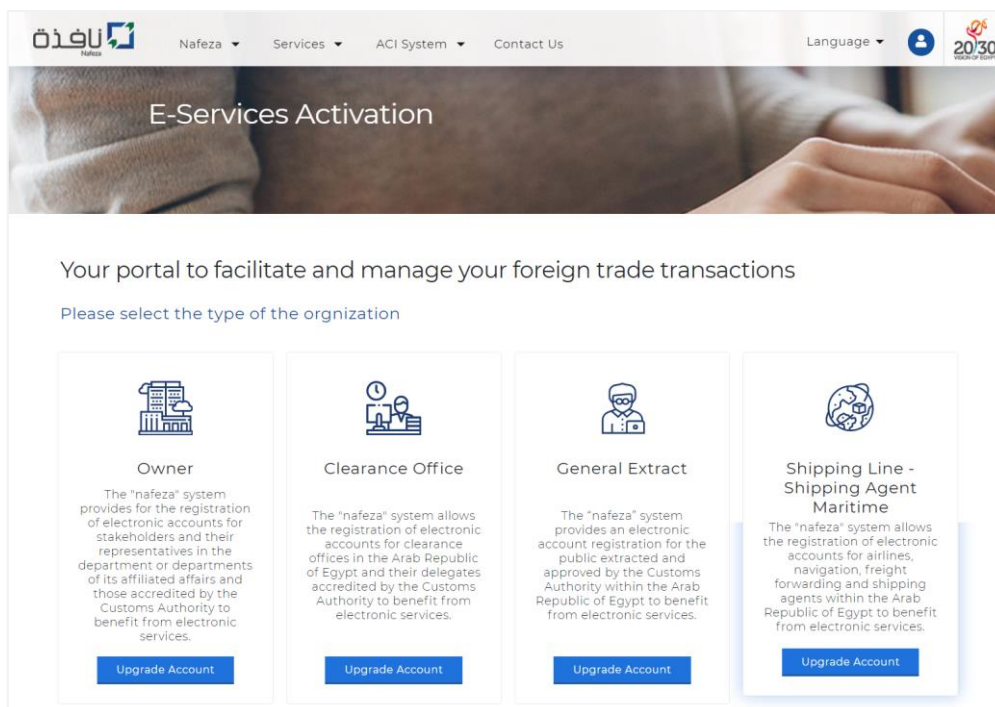 نافذة
Nafeza
Nafeza
Services
ACI System
Contact Us
Language
20/30
VISION OF EGYPT
E-Services Activation
Your portal to facilitate and manage your foreign trade transactions
Please select the type of the orgnization
Owner
The "nafeza" system
provides for the registration
of electronic accounts for
stakeholders and their
representatives in the
department or departments
of its affiliated affairs and
those accredited by the
Customs Authority to
benefit from electronic
services.
Upgrade Account
Clearance Office
The "nafeza" system allows
the registration of electronic
accounts for clearance
offices in the Arab Republic
of Egypt and their delegates
accredited by the Customs
Authority to benefit from
electronic services.
Upgrade Account
General Extract
The "nafeza" system
provides an electronic
account registration for the
public extracted and
approved by the Customs
Authority within the Arab
Republic of Egypt to benefit
from electronic services.
Upgrade Account
Shipping Line -
Shipping Agent
Maritime
The "nafeza" system allows
the registration of electronic
accounts for airlines,
navigation, freight
forwarding and shipping
agents within the Arab
Republic of Egypt to benefit
from electronic services.
Upgrade Account